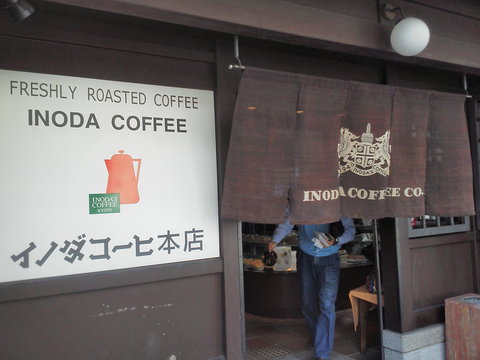 FRESHLY ROASTED COFFEE
INODA COFFEE
INODA'S
COFFEE
KYOTO
イノダコーヒ本店
INODA COFFEE CO.